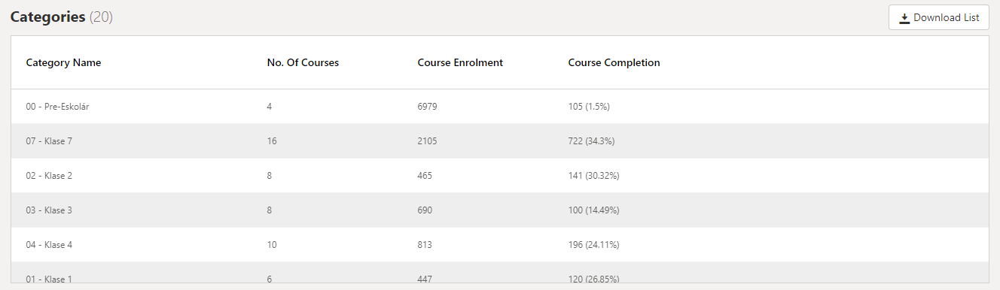 Categories (20)
Download List
Category Name No. Of Courses Course Enrolment Course Completion
00 - Pre-Eskolár 4 6979 105 (1.5%)
07 - Klase 7 16 2105 722 (34.3%)
02 - Klase 2 8 465 141 (30.32%)
03 - Klase 3 8 690 100 (14.49%)
04 - Klase 4 10 813 196 (24.11%)
01 - Klase 1 6 447 120 (26.85%)